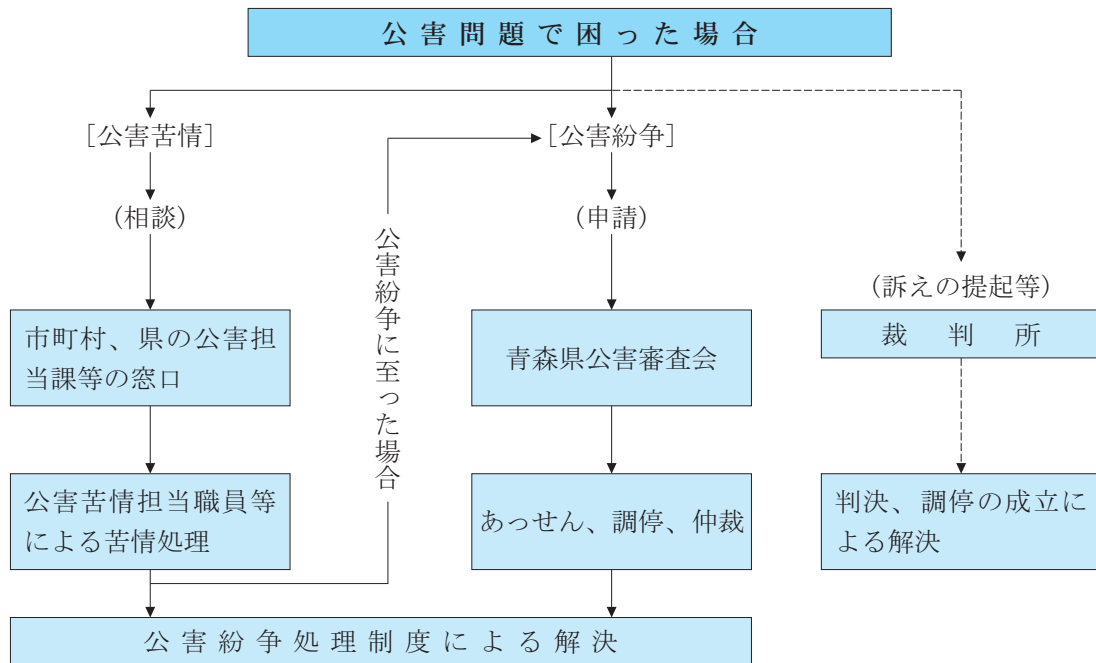 公害問題で困った場合
[公害苦情]
[公害紛争]
(相談)
(申請)
公害紛争に至った場合
(訴えの提起等)
市町村、県の公害担
当課等の窓口
青森県公害審査会
裁判所
公害苦情担当職員等
による苦情処理
あっせん、調停、仲裁
判決、調停の成立に
よる解決
公害紛争処理制度による解決